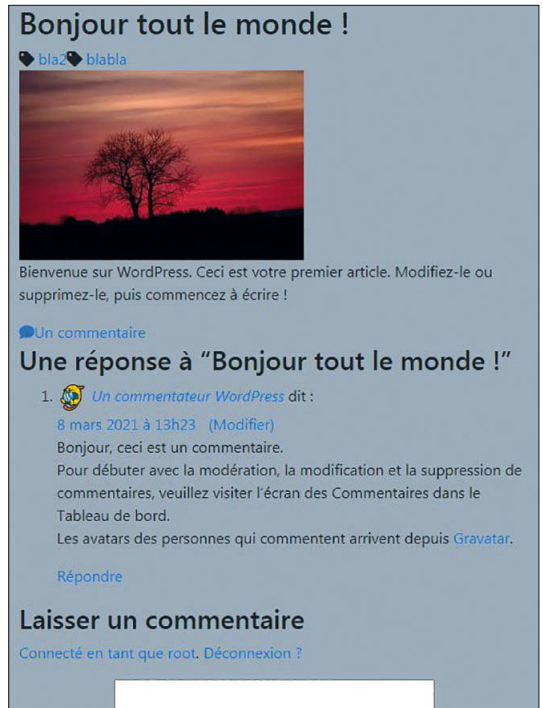 Bonjour tout le monde !
bla2 blabla
Bienvenue sur WordPress. Ceci est votre premier article. Modifiez-le ou
supprimez-le, puis commencez à écrire !
Un commentaire
Une réponse à “Bonjour tout le monde !”
1. Un commentateur WordPress dit :
8 mars 2021 à 13h23 (Modifier)
Bonjour, ceci est un commentaire.
Pour débuter avec la modération, la modification et la suppression de
commentaires, veuillez visiter l’écran des Commentaires dans le
Tableau de bord.
Les avatars des personnes qui commentent arrivent depuis Gravatar.
Répondre
Laisser un commentaire
Connecté en tant que root. Déconnexion ?